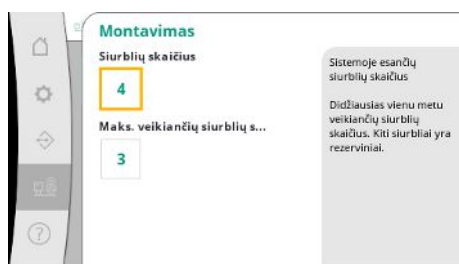 Montavimas
Siurblių skaičius
4
Maks. veikiančių siurblių s...
3
Sistemoje esančių
siurblių skaičius
Didžiausias vienu metu
veikiančių siurblių
skaičius. Kiti siurbliai yra
rezerviniai.
?